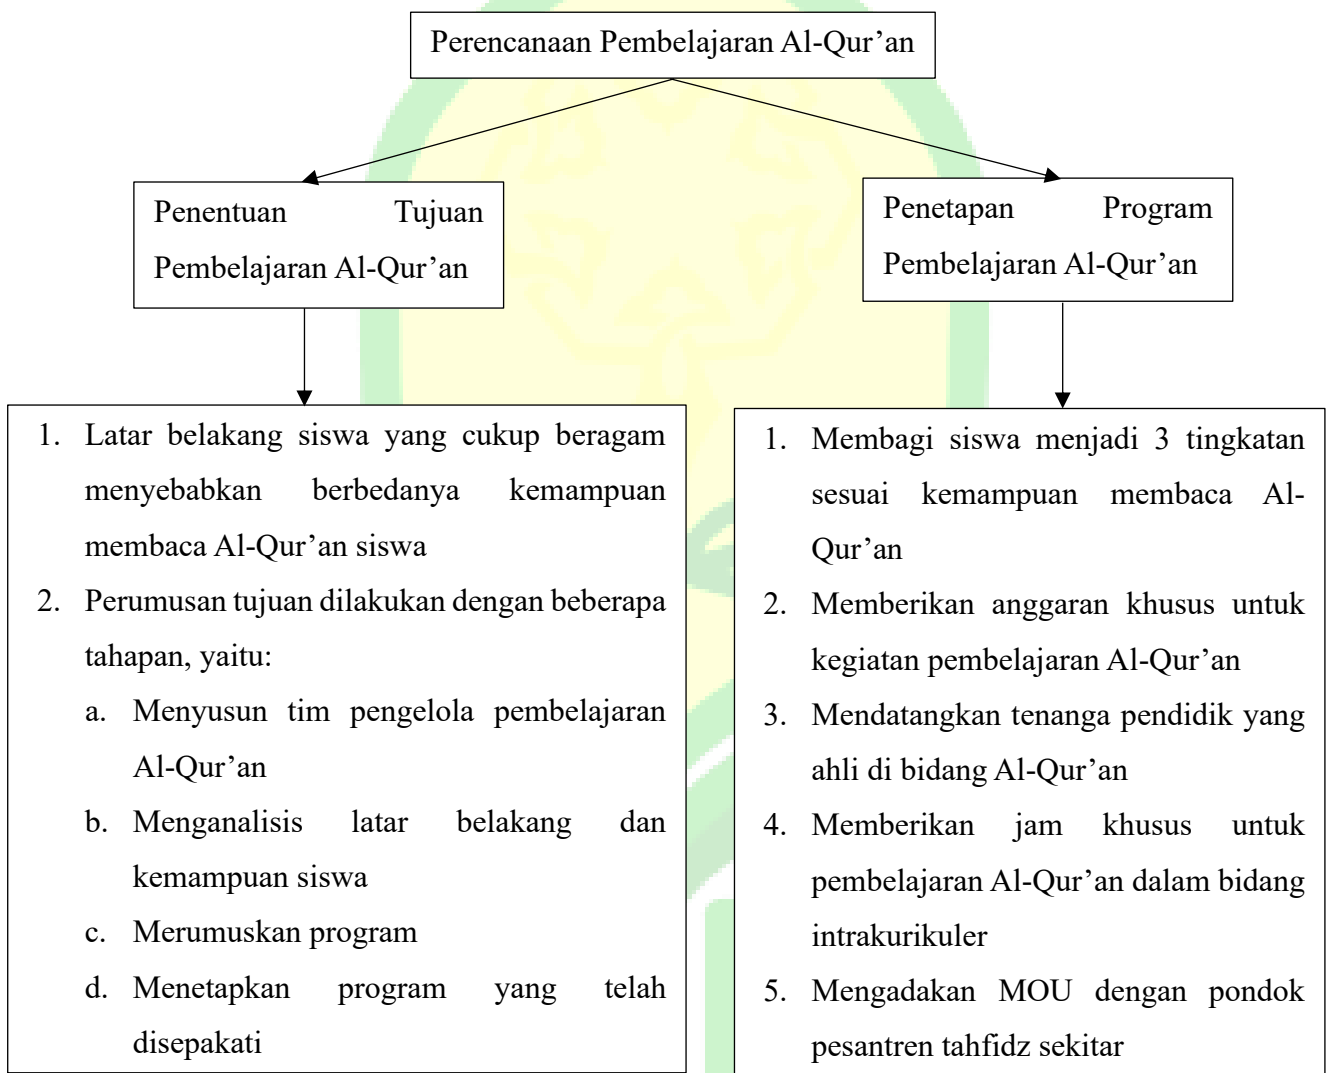 Perencanaan Pembelajaran Al-Qur’an
Penentuan Tujuan
Pembelajaran Al-Qur’an
Penetapan Program
Pembelajaran Al-Qur’an
1. Latar belakang siswa yang cukup beragam
menyebabkan berbedanya kemampuan
membaca Al-Qur’an siswa
2. Perumusan tujuan dilakukan dengan beberapa
tahapan, yaitu:
a. Menyusun tim pengelola pembelajaran
Al-Qur’an
b. Menganalisis latar belakang dan
kemampuan siswa
c. Merumuskan program
d. Menetapkan program yang telah
disepakati
1. Membagi siswa menjadi 3 tingkatan
sesuai kemampuan membaca Al-
Qur’an
2. Memberikan anggaran khusus untuk
kegiatan pembelajaran Al-Qur’an
3. Mendatangkan tenanga pendidik yang
ahli di bidang Al-Qur’an
4. Memberikan jam khusus untuk
pembelajaran Al-Qur’an dalam bidang
intrakurikuler
5. Mengadakan MOU dengan pondok
pesantren tahfidz sekitar